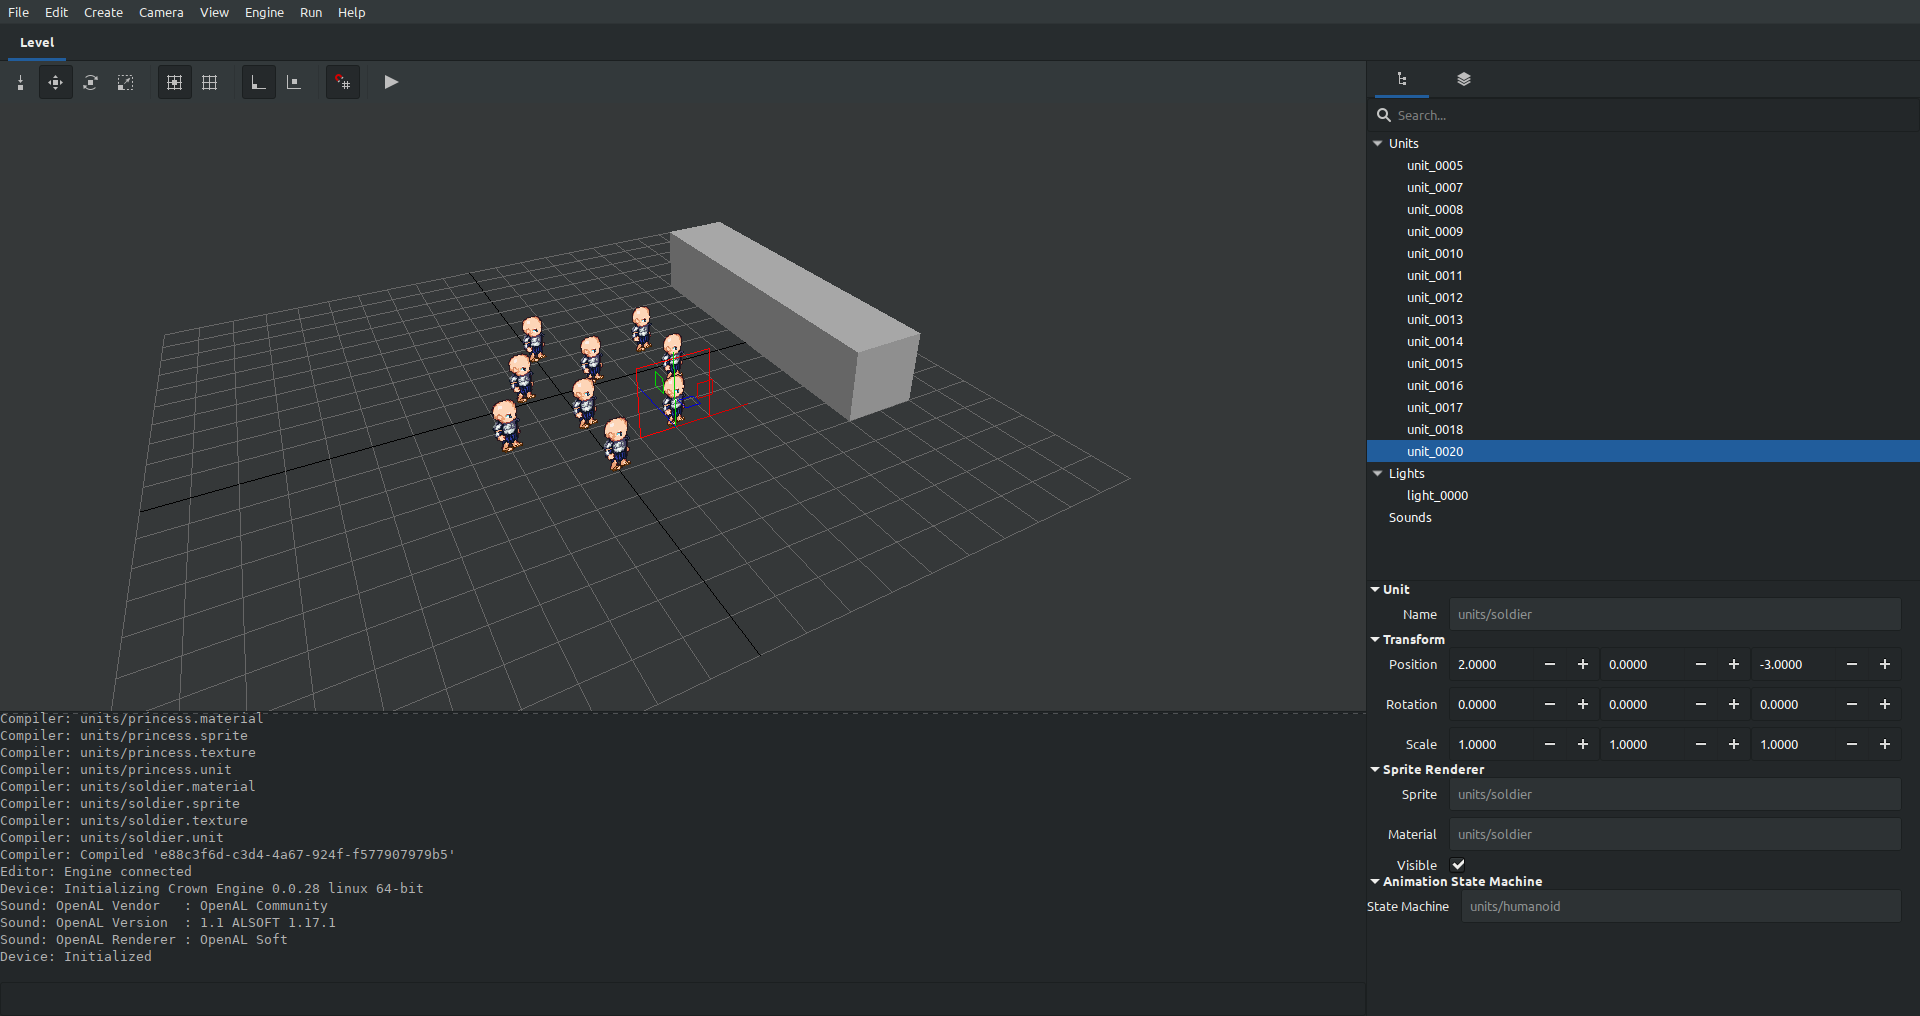 File Edit Create Camera View Engine Run Help
Level
Search...
Units
unit_0005
unit_0007
unit_0008
unit_0009
unit_0010
unit_0011
unit_0012
unit_0013
unit_0014
unit_0015
unit_0016
unit_0017
unit_0018
unit_0020
Lights
light_0000
Sounds
Unit
Name units/soldier
Transform
Position 2.0000 0.0000 -3.0000
Rotation 0.0000 0.0000 0.0000
Scale 1.0000 1.0000 1.0000
Sprite Renderer
Sprite units/soldier
Material units/soldier
Visible
Animation State Machine
State Machine units/humanoid
Compiler: units/princess.material
Compiler: units/princess.sprite
Compiler: units/princess.texture
Compiler: units/princess.unit
Compiler: units/soldier.material
Compiler: units/soldier.sprite
Compiler: units/soldier.texture
Compiler: units/soldier.unit
Compiler: Compiled 'e88c3f6d-c3d4-4a67-924f-f577907979b5'
Editor: Engine connected
Device: Initializing Crown Engine 0.0.28 linux 64-bit
Sound: OpenAL Vendor   : OpenAL Community
Sound: OpenAL Version  : 1.1 ALSOFT 1.17.1
Sound: OpenAL Renderer : OpenAL Soft
Device: Initialized